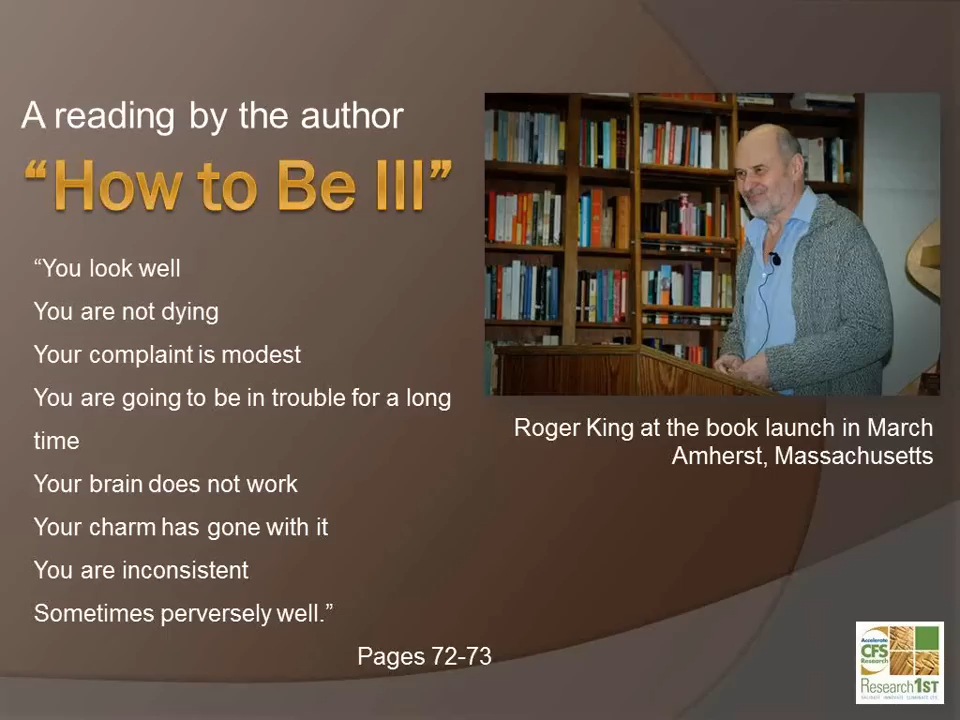 A reading by the author
“How to Be Ill”
“You look well
You are not dying
Your complaint is modest
You are going to be in trouble for a long
time
Your brain does not work
Your charm has gone with it
You are inconsistent
Sometimes perversely well.”
Pages 72-73
Roger King at the book launch in March
Amherst, Massachusetts
Accelerate
CFS
Research
Research1ST